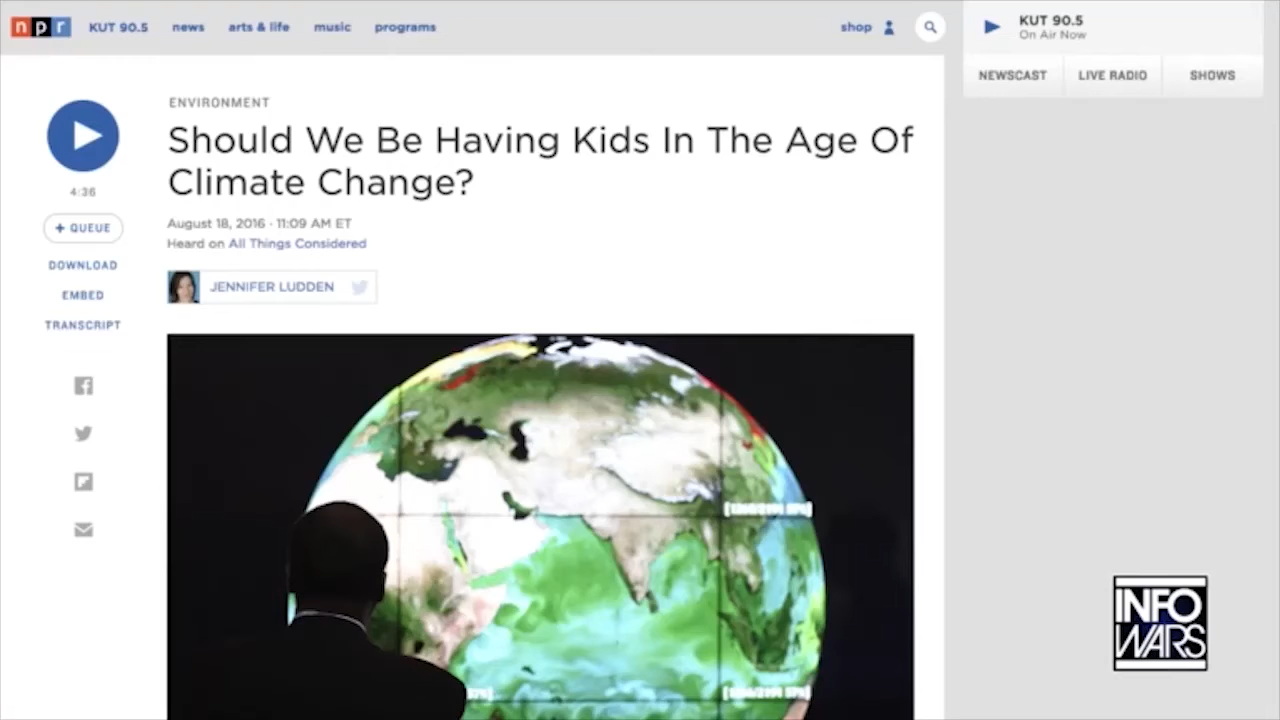 npr KUT 90.5 news arts & life music programs shop
KUT 90.5
On Air Now
NEWSCAST LIVE RADIO SHOWS
ENVIRONMENT
Should We Be Having Kids In The Age Of
Climate Change?
4:36
August 18, 2016 · 11:09 AM ET
+ QUEUE
Heard on All Things Considered
DOWNLOAD
JENNIFER LUDDEN
EMBED
TRANSCRIPT
INFO
WARS